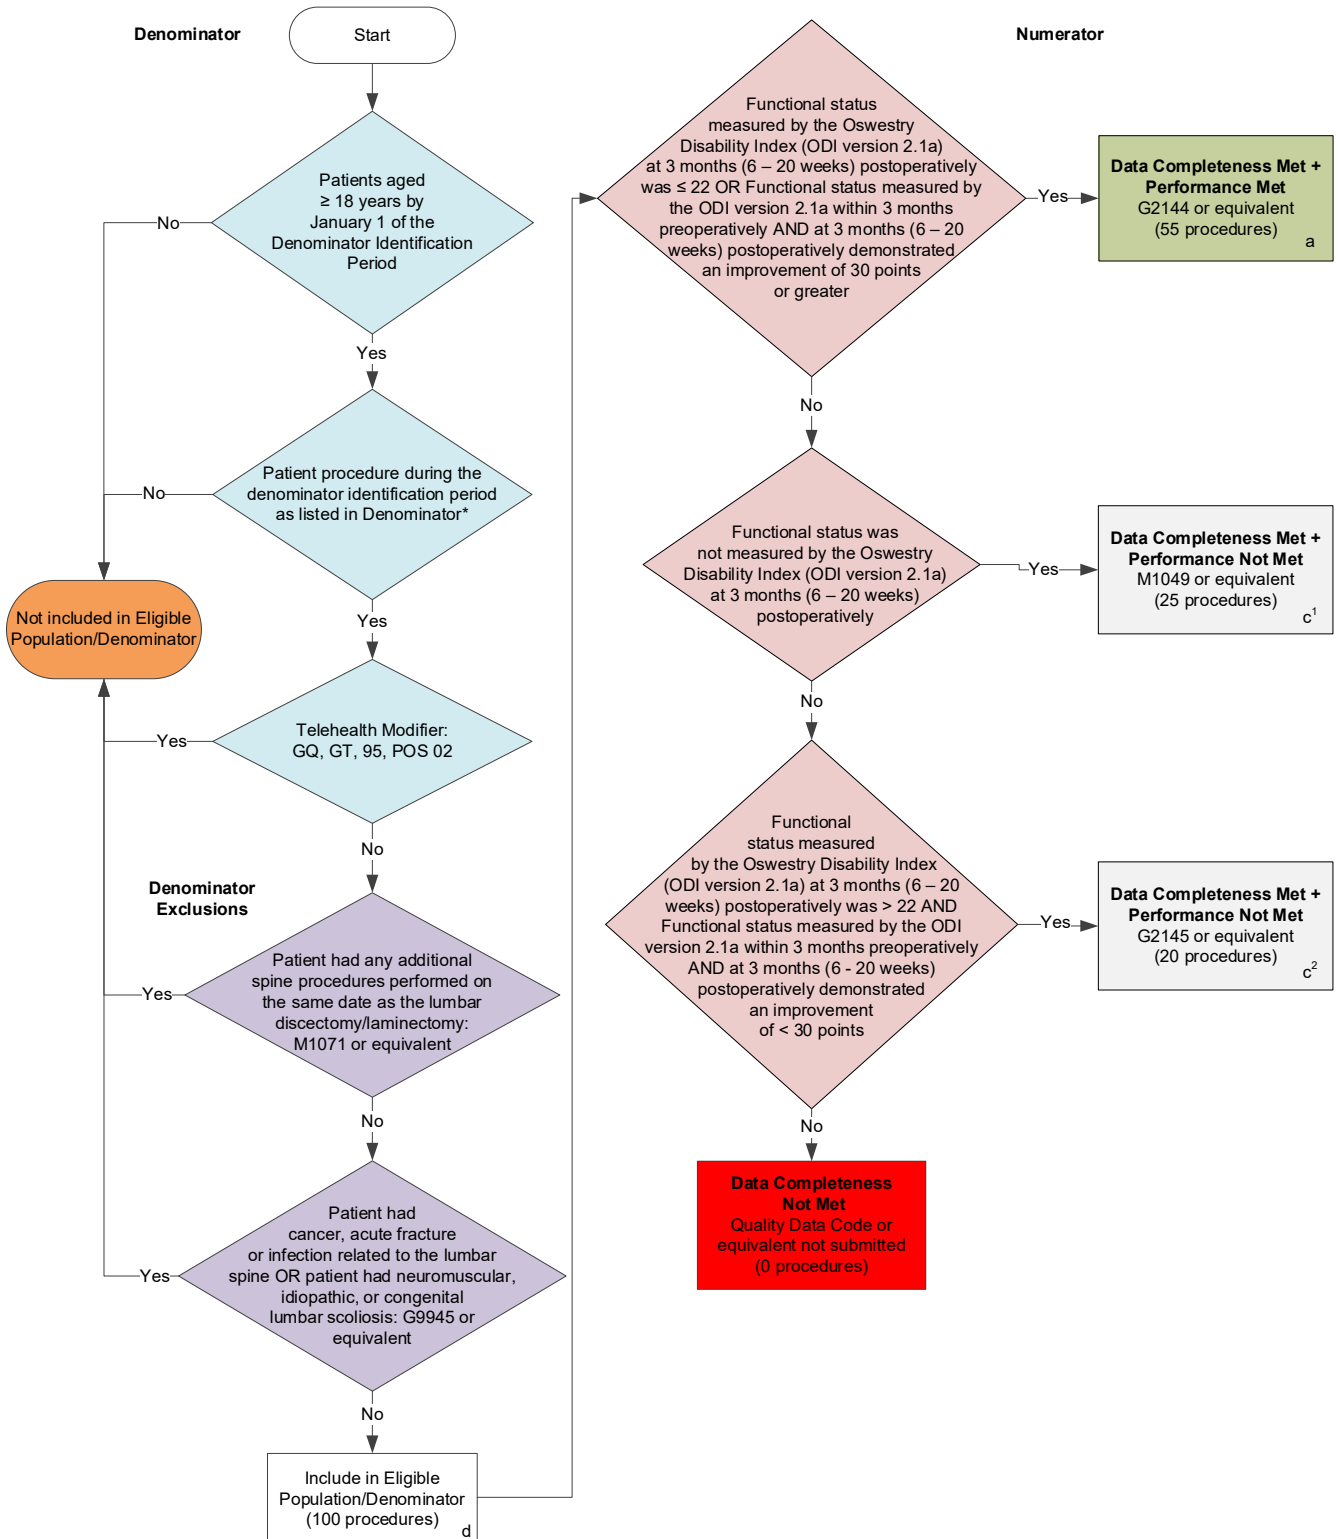 Denominator
Start
Patients aged
≥ 18 years by
January 1 of the
Denominator Identification
Period
No
Yes
Patient procedure during the
denominator identification period
as listed in Denominator*
No
Not included in Eligible
Population/Denominator
Yes
Telehealth Modifier:
GQ, GT, 95, POS 02
Yes
No
Denominator
Exclusions
Patient had any additional
spine procedures performed on
the same date as the lumbar
discectomy/laminectomy:
M1071 or equivalent
Yes
No
Patient had
cancer, acute fracture
or infection related to the lumbar
spine OR patient had neuromuscular,
idiopathic, or congenital
lumbar scoliosis: G9945 or
equivalent
Yes
No
Include in Eligible
Population/Denominator
(100 procedures)
d
Numerator
Functional status
measured by the Oswestry
Disability Index (ODI version 2.1a)
at 3 months (6 – 20 weeks) postoperatively
was ≤ 22 OR Functional status measured by
the ODI version 2.1a within 3 months
preoperatively AND at 3 months (6 – 20
weeks) postoperatively demonstrated
an improvement of 30 points
or greater
Yes
Data Completeness Met +
Performance Met
G2144 or equivalent
(55 procedures)
a
No
Functional status was
not measured by the Oswestry
Disability Index (ODI version 2.1a)
at 3 months (6 – 20 weeks)
postoperatively
Yes
Data Completeness Met +
Performance Not Met
M1049 or equivalent
(25 procedures)
c¹
No
Functional
status measured
by the Oswestry Disability Index
(ODI version 2.1a) at 3 months (6 – 20
weeks) postoperatively was > 22 AND
Functional status measured by the ODI
version 2.1a within 3 months preoperatively
AND at 3 months (6 - 20 weeks)
postoperatively demonstrated
an improvement
of < 30 points
Yes
Data Completeness Met +
Performance Not Met
G2145 or equivalent
(20 procedures)
c²
No
Data Completeness
Not Met
Quality Data Code or
equivalent not submitted
(0 procedures)